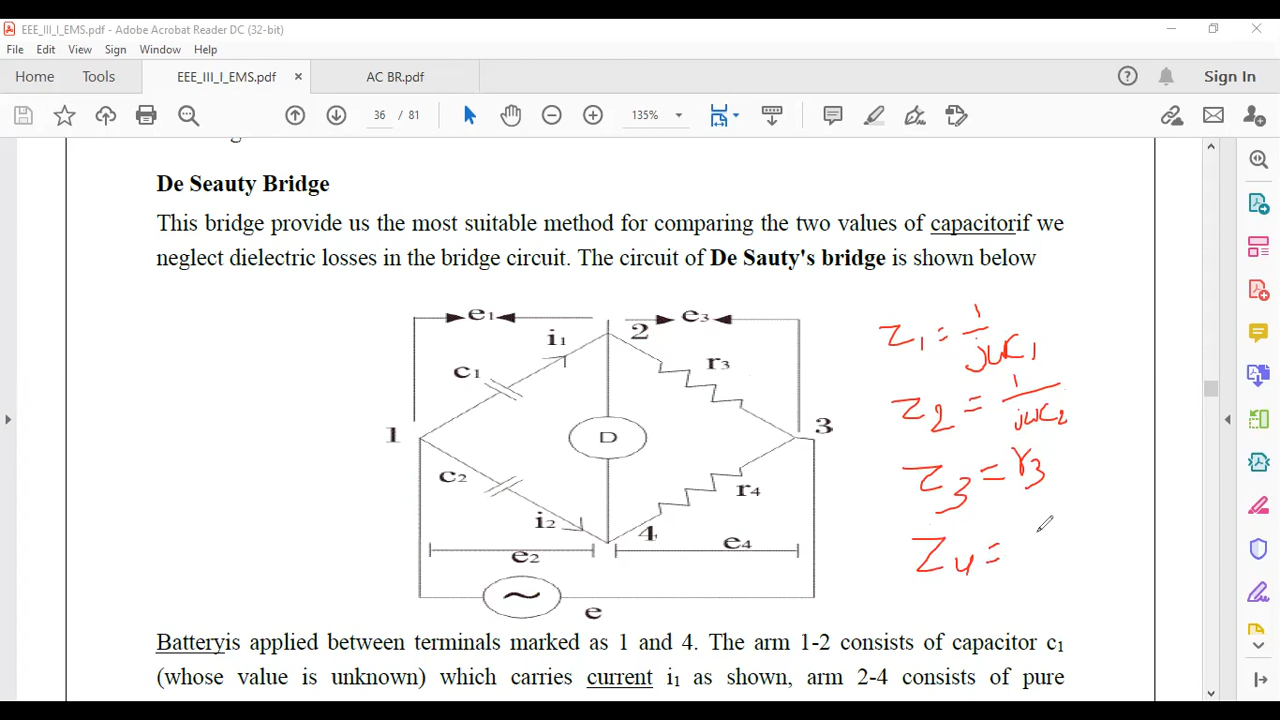 EEE_III_I_EMS.pdf - Adobe Acrobat Reader DC (32-bit)
File Edit View Sign Window Help
Home Tools EEE_III_I_EMS.pdf × AC BR.pdf Sign In
36 / 81 135%
De Seauty Bridge
This bridge provide us the most suitable method for comparing the two values of capacitorif we
neglect dielectric losses in the bridge circuit. The circuit of De Sauty's bridge is shown below
e1 e3
i1 2
c1 r3
1 D 3
c2 r4
i2 4
e2 e4
e
Z1 = 1/jωC1
Z2 = 1/jωC2
Z3 = r3
Z4 =
Batteryis applied between terminals marked as 1 and 4. The arm 1-2 consists of capacitor c1
(whose value is unknown) which carries current i1 as shown, arm 2-4 consists of pure